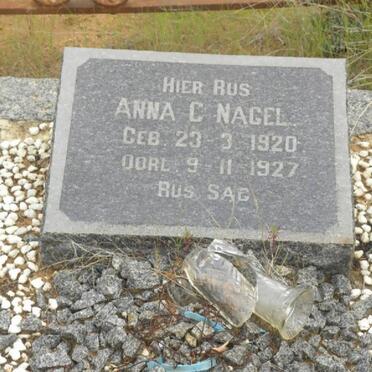 HIER RUS
ANNA C NAGEL.
GEB. 23-3-1920
OORL. 9-11-1927
RUS SAG